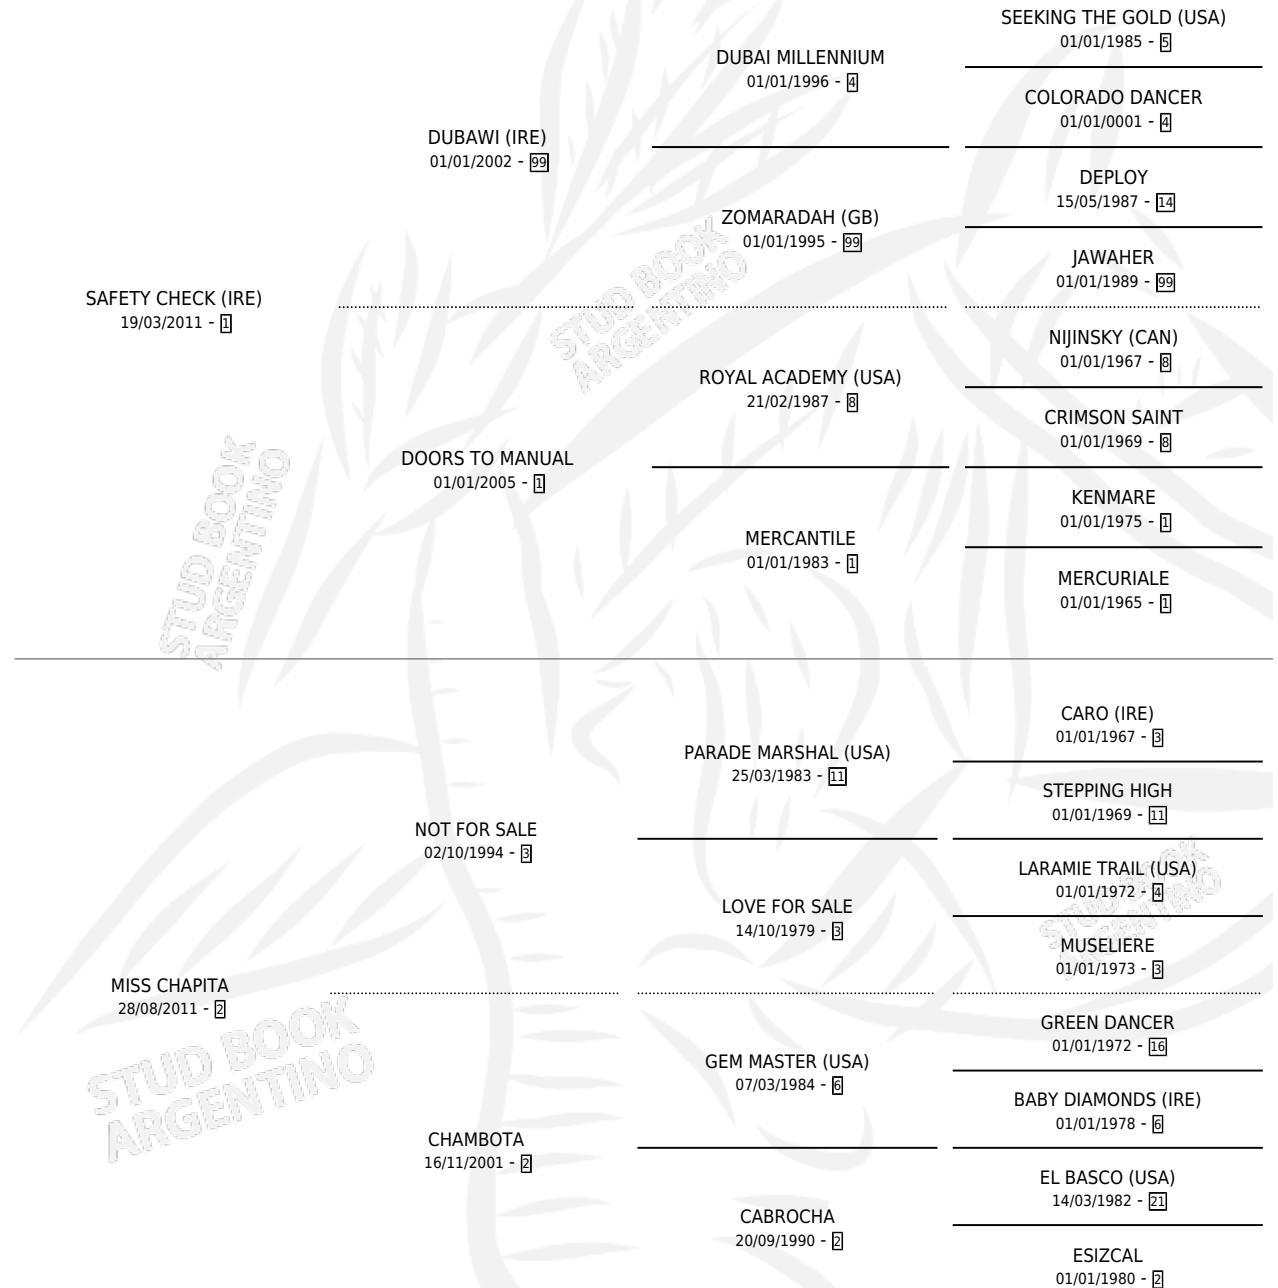 SEEKING THE GOLD (USA)
01/01/1985 - 5
DUBAI MILLENNIUM
01/01/1996 - 4
COLORADO DANCER
01/01/0001 - 4
DUBAWI (IRE)
01/01/2002 - 99
DEPLOY
15/05/1987 - 14
ZOMARADAH (GB)
01/01/1995 - 99
JAWAHER
01/01/1989 - 99
SAFETY CHECK (IRE)
19/03/2011 - 1
STUD BOOK
ARGENTINO
NIJINSKY (CAN)
01/01/1967 - 8
ROYAL ACADEMY (USA)
21/02/1987 - 8
CRIMSON SAINT
01/01/1969 - 8
DOORS TO MANUAL
01/01/2005 - 1
KENMARE
01/01/1975 - 1
MERCANTILE
01/01/1983 - 1
MERCURIALE
01/01/1965 - 1
STUD BOOK
ARGENTINO
CARO (IRE)
01/01/1967 - 3
PARADE MARSHAL (USA)
25/03/1983 - 11
STEPPING HIGH
01/01/1969 - 11
NOT FOR SALE
02/10/1994 - 3
LARAMIE TRAIL (USA)
01/01/1972 - 4
LOVE FOR SALE
14/10/1979 - 3
STUD BOOK
ARGENTINO
MUSELIERE
01/01/1973 - 3
MISS CHAPITA
28/08/2011 - 2
STUD BOOK
ARGENTINO
GREEN DANCER
01/01/1972 - 16
GEM MASTER (USA)
07/03/1984 - 6
BABY DIAMONDS (IRE)
01/01/1978 - 6
CHAMBOTA
16/11/2001 - 2
EL BASCO (USA)
14/03/1982 - 21
CABROCHA
20/09/1990 - 2
ESIZCAL
01/01/1980 - 2